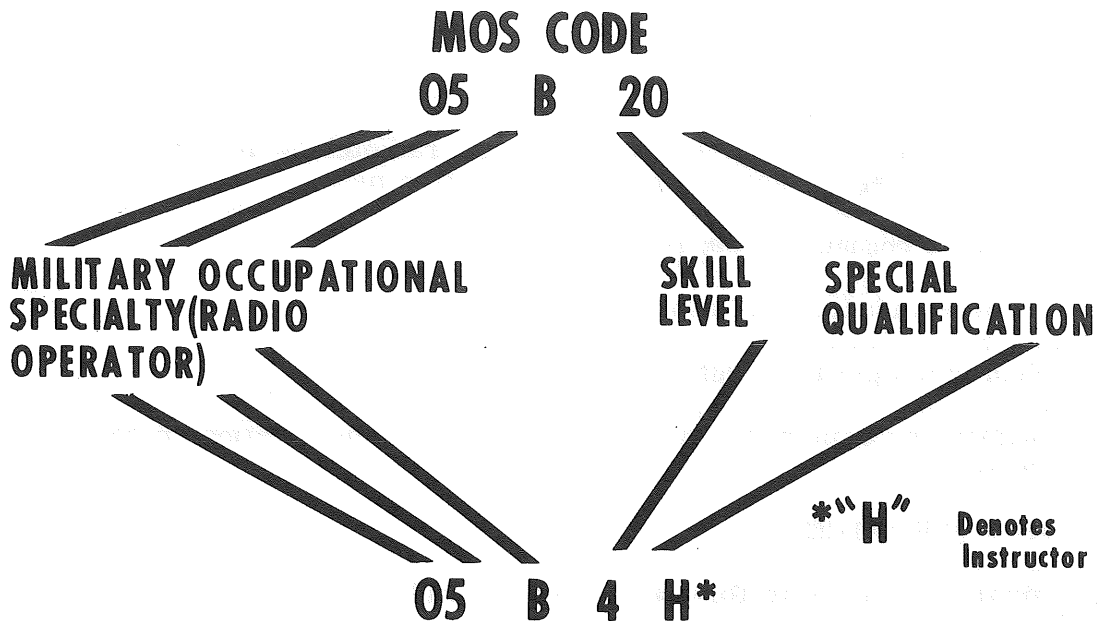 MOS CODE
05 B 20
MILITARY OCCUPATIONAL
SPECIALTY(RADIO
OPERATOR)
SKILL
LEVEL
SPECIAL
QUALIFICATION
*"H" Denotes
Instructor
05 B 4 H*